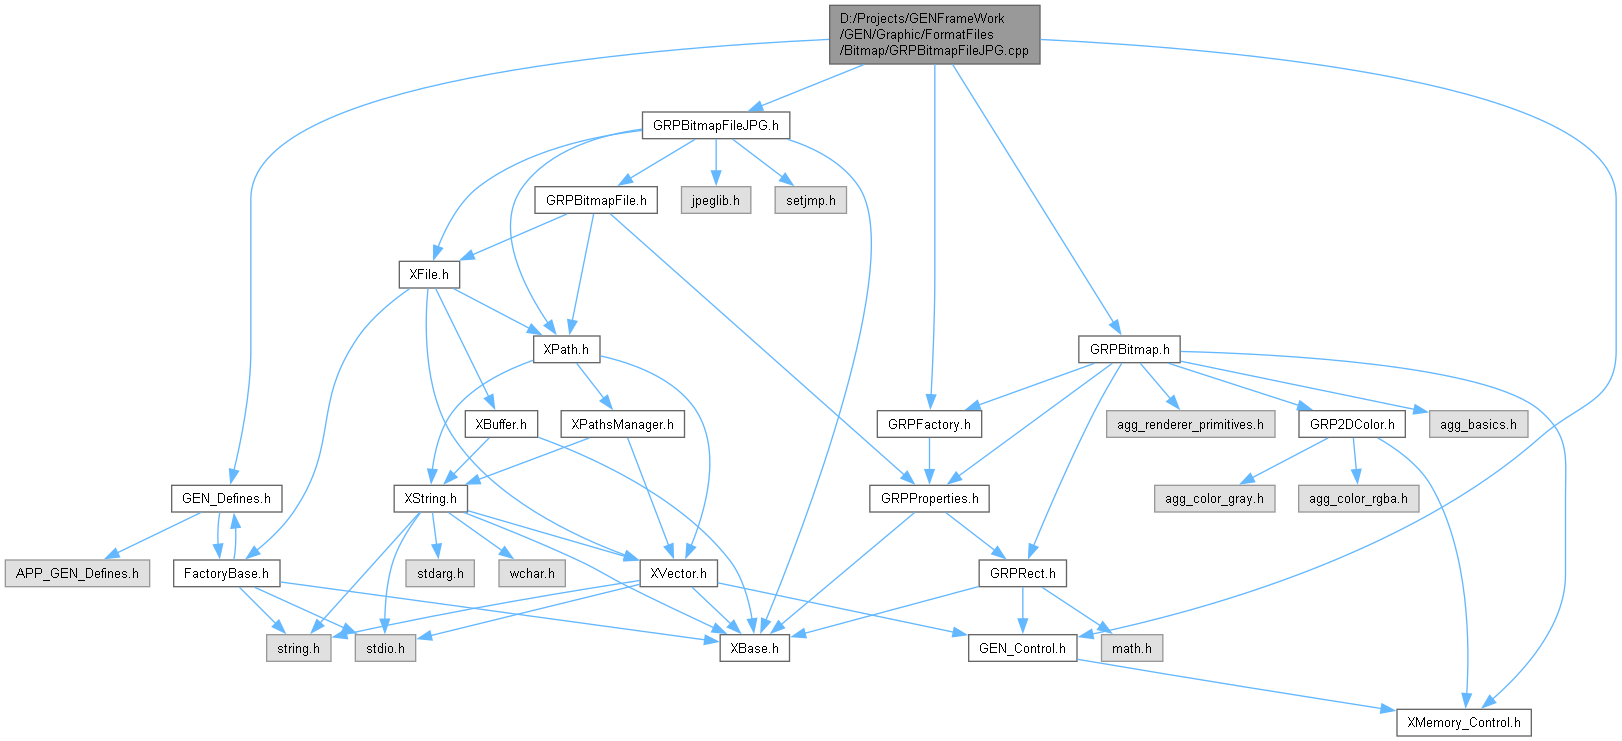 D:/Projects/GENFrameWork
/GEN/Graphic/FormatFiles
/Bitmap/GRPBitmapFileJPG.cpp
GRPBitmapFileJPG.h
GRPBitmapFile.h
jpeglib.h
setjmp.h
XFile.h
XPath.h
GRPBitmap.h
XBuffer.h
XPathsManager.h
GRPFactory.h
agg_renderer_primitives.h
GRP2DColor.h
agg_basics.h
GEN_Defines.h
XString.h
GRPProperties.h
agg_color_gray.h
agg_color_rgba.h
APP_GEN_Defines.h
FactoryBase.h
stdarg.h
wchar.h
XVector.h
GRPRect.h
string.h
stdio.h
XBase.h
GEN_Control.h
math.h
XMemory_Control.h